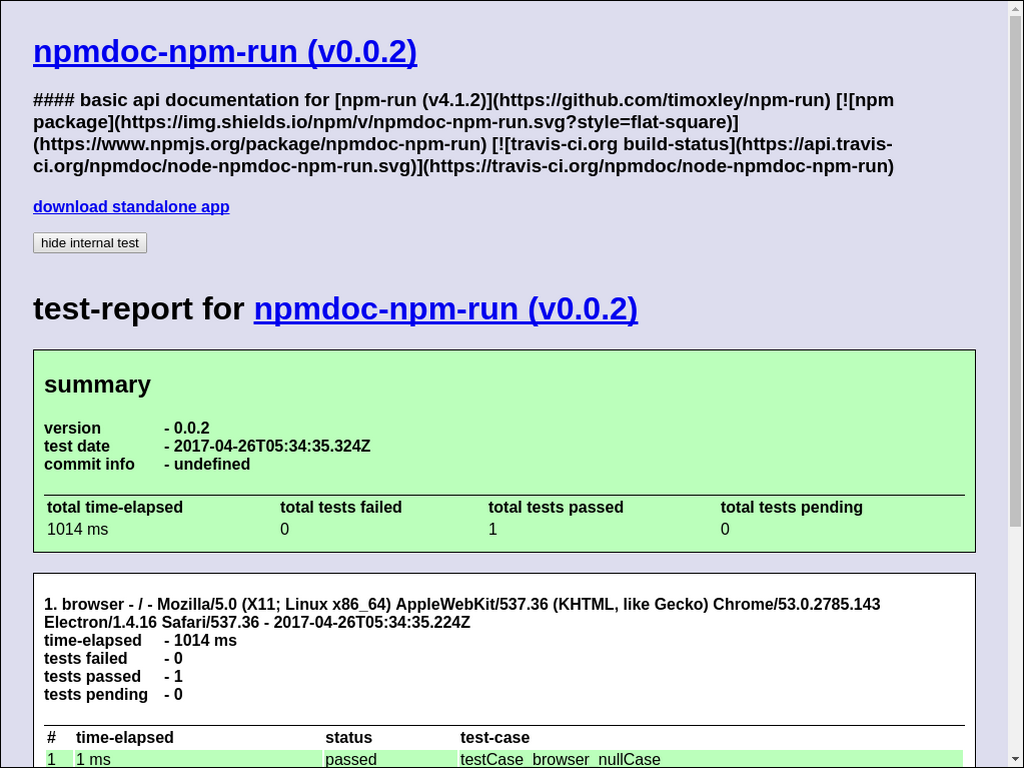 npmdoc-npm-run (v0.0.2)
#### basic api documentation for [npm-run (v4.1.2)](https://github.com/timoxley/npm-run) [![npm
package](https://img.shields.io/npm/v/npmdoc-npm-run.svg?style=flat-square)]
(https://www.npmjs.org/package/npmdoc-npm-run) [![travis-ci.org build-status](https://api.travis-
ci.org/npmdoc/node-npmdoc-npm-run.svg)](https://travis-ci.org/npmdoc/node-npmdoc-npm-run)
download standalone app
hide internal test
test-report for npmdoc-npm-run (v0.0.2)
summary
version - 0.0.2
test date - 2017-04-26T05:34:35.324Z
commit info - undefined
total time-elapsed total tests failed total tests passed total tests pending
1014 ms 0 1 0
1. browser - / - Mozilla/5.0 (X11; Linux x86_64) AppleWebKit/537.36 (KHTML, like Gecko) Chrome/53.0.2785.143
Electron/1.4.16 Safari/537.36 - 2017-04-26T05:34:35.224Z
time-elapsed - 1014 ms
tests failed - 0
tests passed - 1
tests pending - 0
# time-elapsed status test-case
1 1 ms passed testCase_browser_nullCase